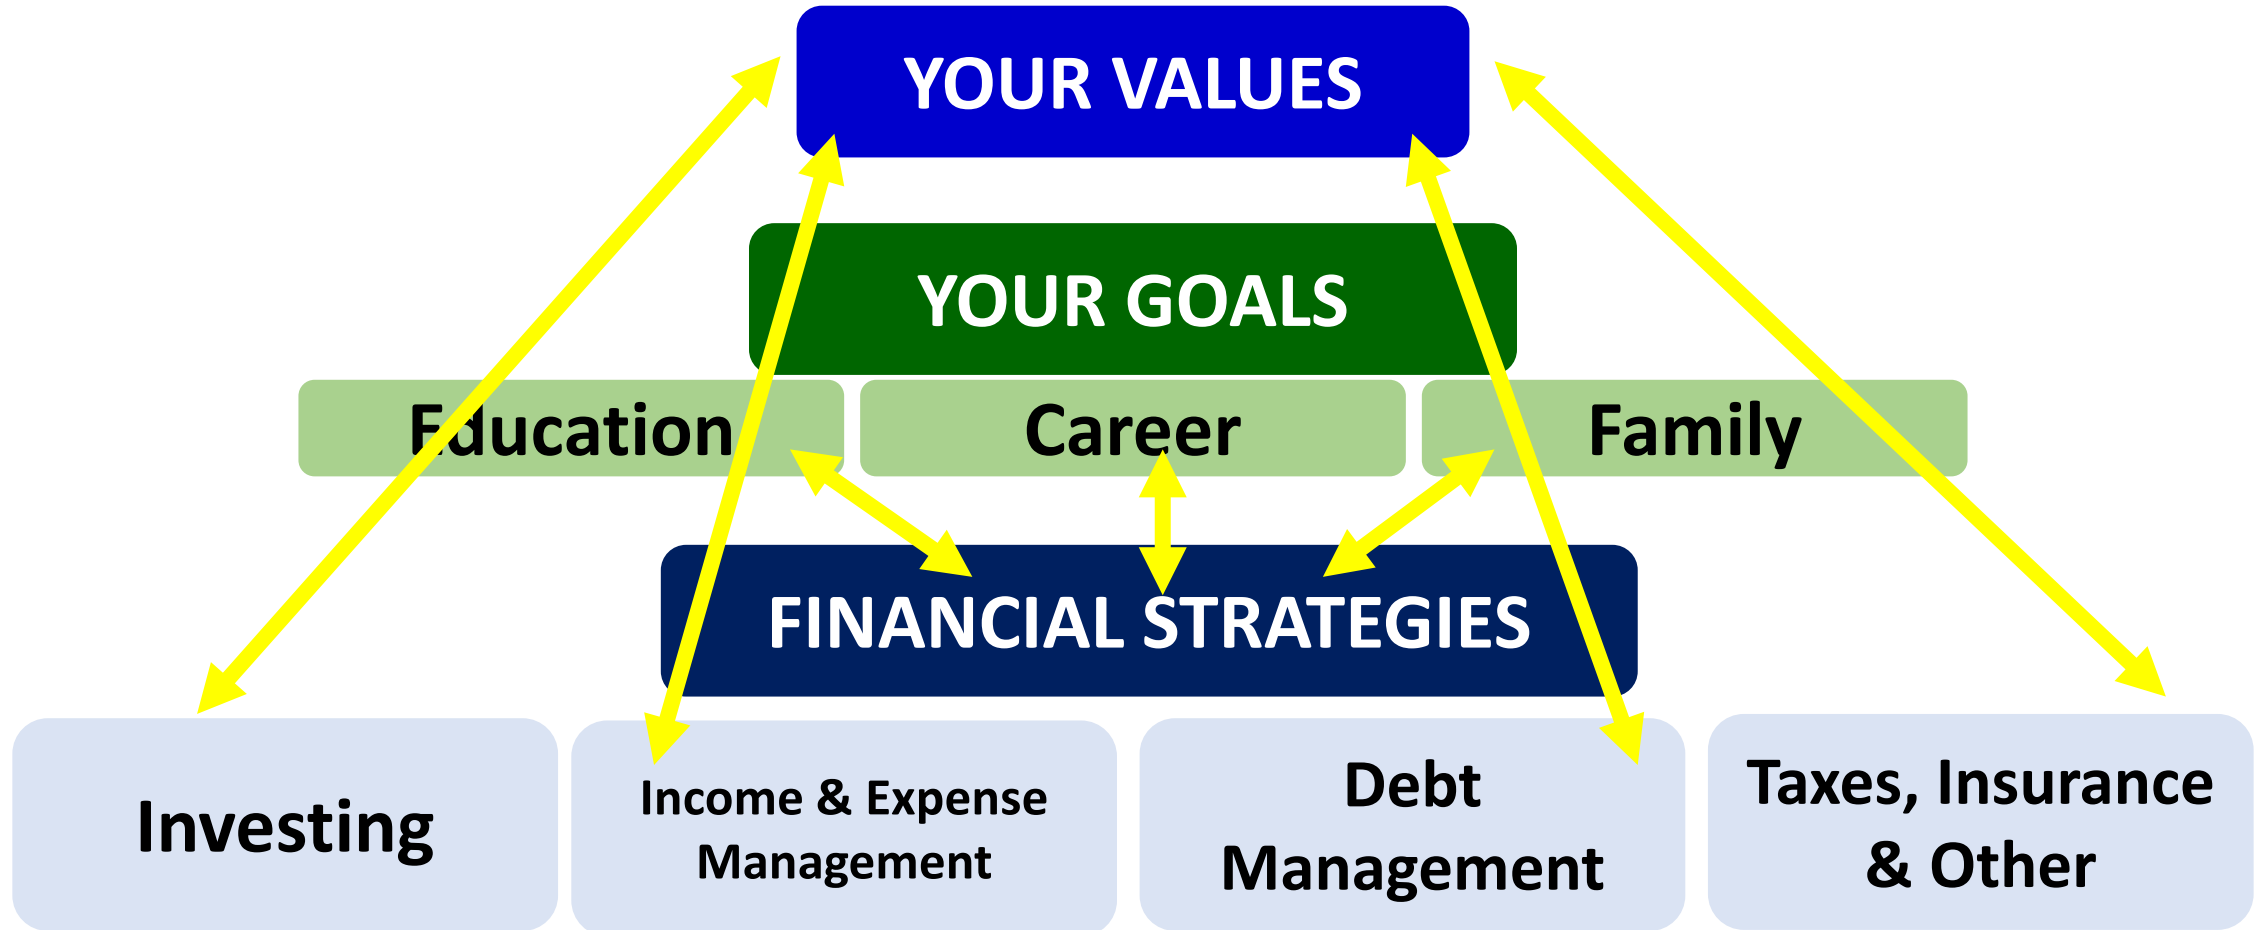 YOUR VALUES
YOUR GOALS
Education
Career
Family
FINANCIAL STRATEGIES
Investing
Income & Expense
Management
Debt
Management
Taxes, Insurance
& Other